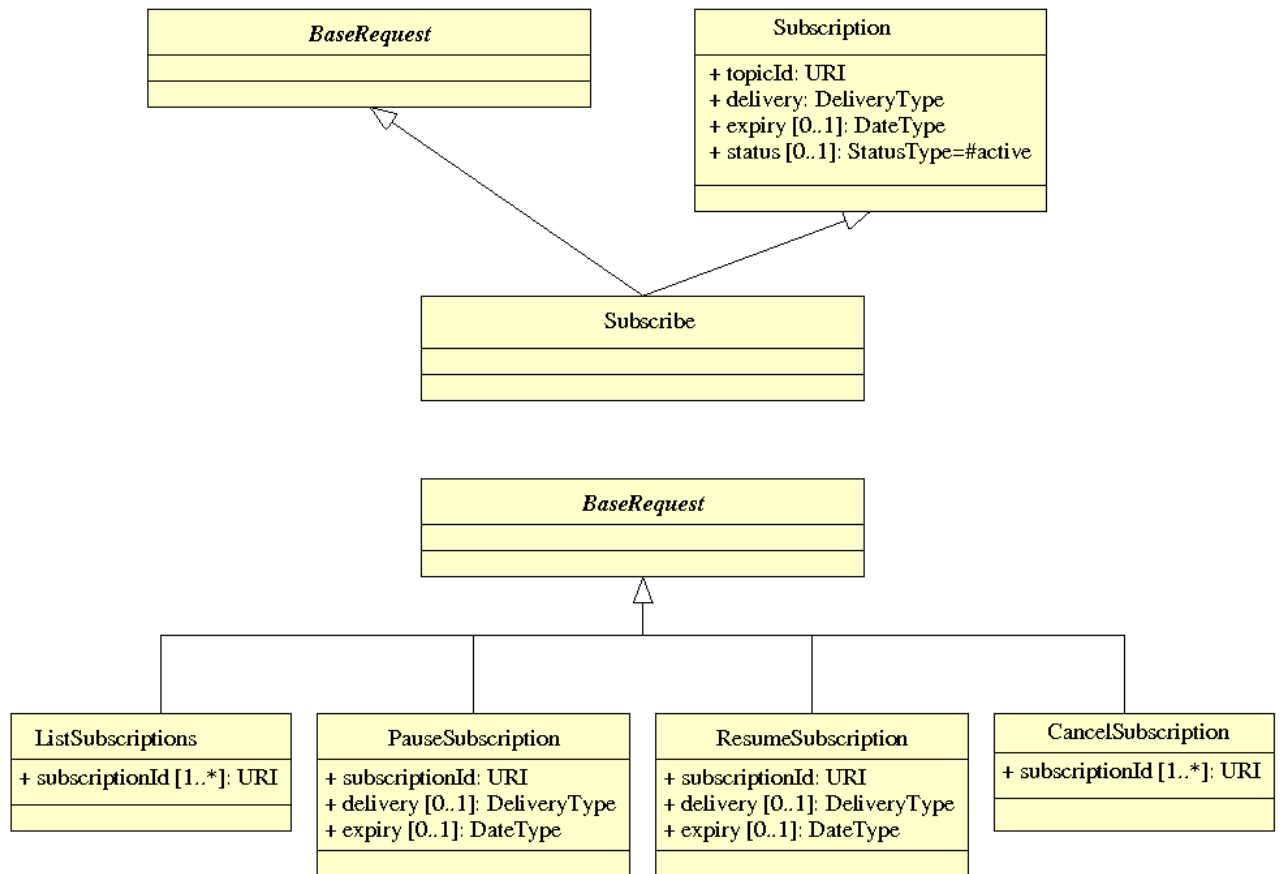 BaseRequest
Subscription
+ topicId: URI
+ delivery: DeliveryType
+ expiry [0..1]: DateType
+ status [0..1]: StatusType=#active
Subscribe
BaseRequest
ListSubscriptions
+ subscriptionId [1..*]: URI
PauseSubscription
+ subscriptionId: URI
+ delivery [0..1]: DeliveryType
+ expiry [0..1]: DateType
ResumeSubscription
+ subscriptionId: URI
+ delivery [0..1]: DeliveryType
+ expiry [0..1]: DateType
CancelSubscription
+ subscriptionId [1..*]: URI